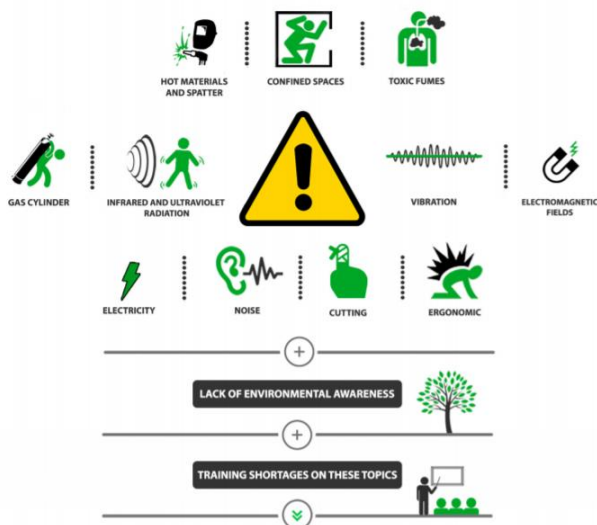 HOT MATERIALS
AND SPATTER
CONFINED SPACES
TOXIC FUMES
GAS CYLINDER
INFRARED AND ULTRAVIOLET
RADIATION
VIBRATION
ELECTROMAGNETIC
FIELDS
ELECTRICITY
NOISE
CUTTING
ERGONOMIC
LACK OF ENVIRONMENTAL AWARENESS
TRAINING SHORTAGES ON THESE TOPICS